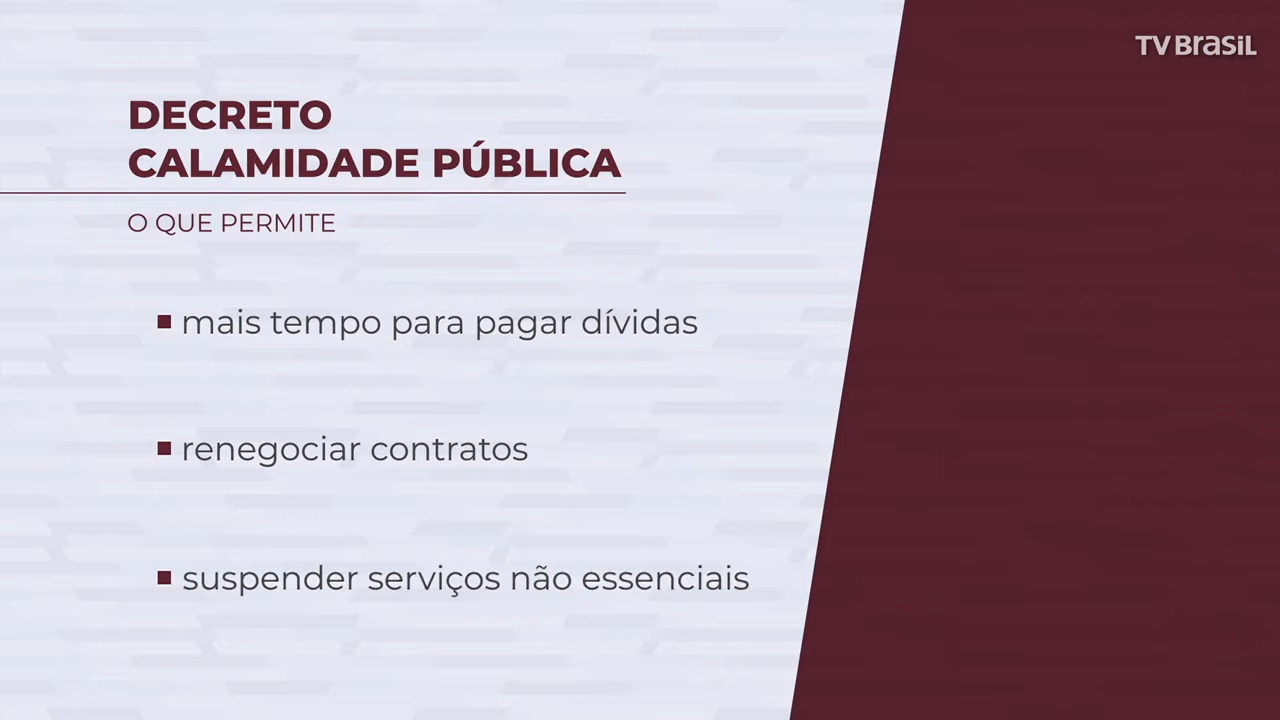 TV BRASIL
DECRETO
CALAMIDADE PÚBLICA
O QUE PERMITE
mais tempo para pagar dívidas
renegociar contratos
suspender serviços não essenciais